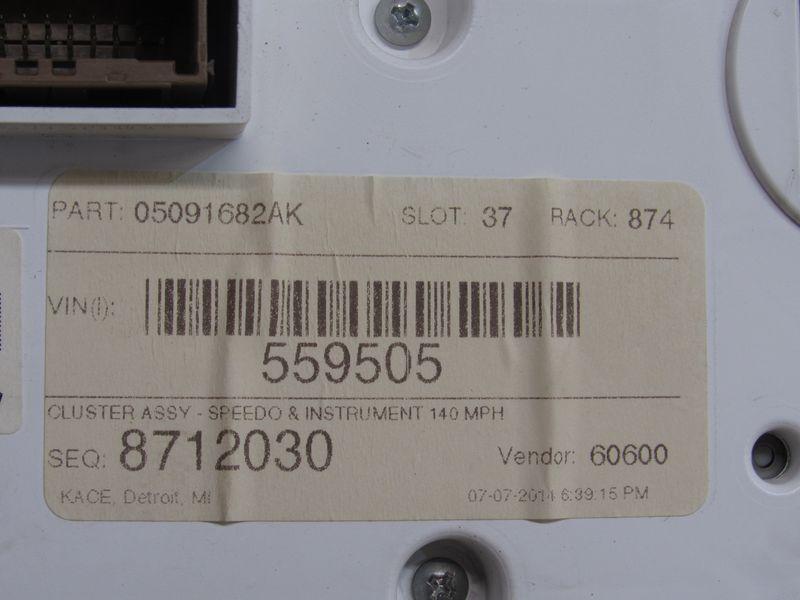 PART: 05091682AK SLOT: 37 RACK: 874
VIN(I):
559505
CLUSTER ASSY - SPEEDO & INSTRUMENT 140 MPH
SEQ: 8712030 Vendor: 60600
KACE, Detroit, MI 07-07-2014 6:39:15 PM